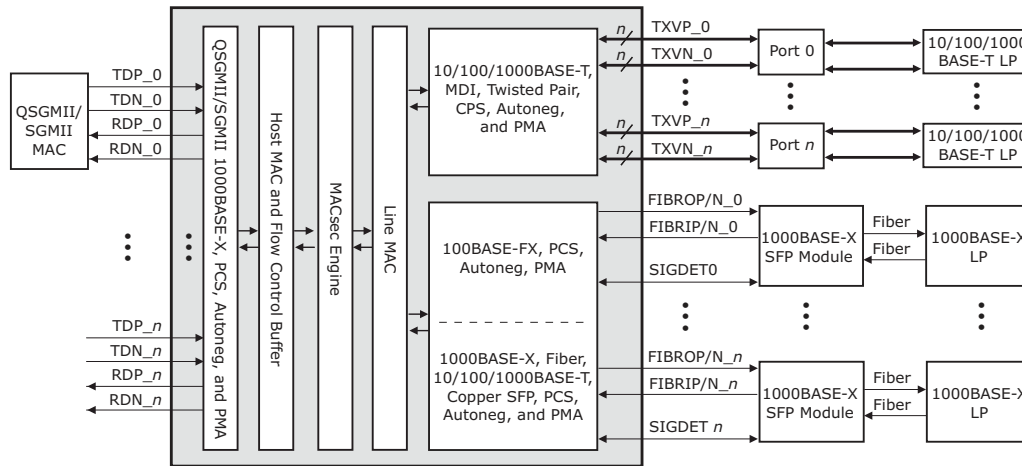 QSGMII/
SGMII
MAC
TDP_0
TDN_0
RDP_0
RDN_0
TDP_n
TDN_n
RDP_n
RDN_n
QSGMII/SGMII 1000BASE-X, PCS, Autoneg, and PMA
Host MAC and Flow Control Buffer
MACsec Engine
Line MAC
10/100/1000BASE-T,
MDI, Twisted Pair,
CPS, Autoneg,
and PMA
100BASE-FX, PCS,
Autoneg, PMA
1000BASE-X, Fiber,
10/100/1000BASE-T,
Copper SFP, PCS,
Autoneg, and PMA
n
TXVP_0
n
TXVN_0
n
TXVP_n
n
TXVN_n
Port 0
Port n
10/100/1000
BASE-T LP
10/100/1000
BASE-T LP
FIBROP/N_0
FIBRIP/N_0
SIGDET0
1000BASE-X
SFP Module
Fiber
Fiber
1000BASE-X
LP
FIBROP/N_n
FIBRIP/N_n
SIGDET n
1000BASE-X
SFP Module
Fiber
Fiber
1000BASE-X
LP